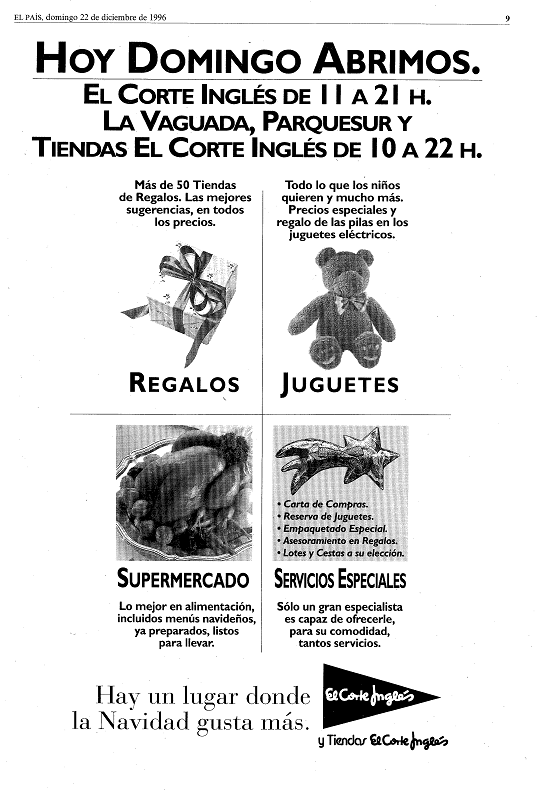 EL PAÍS, domingo 22 de diciembre de 1996
9
HOY DOMINGO ABRIMOS.
EL CORTE INGLÉS DE 11 A 21 H.
LA VAGUADA, PARQUESUR Y
TIENDAS EL CORTE INGLÉS DE 10 A 22 H.
Más de 50 Tiendas
de Regalos. Las mejores
sugerencias, en todos
los precios.
REGALOS
Todo lo que los niños
quieren y mucho más.
Precios especiales y
regalo de las pilas en los
juguetes eléctricos.
JUGUETES
SUPERMERCADO
Lo mejor en alimentación,
incluidos menús navideños,
ya preparados, listos
para llevar.
• Carta de Compras.
• Reserva de Juguetes.
• Empaquetado Especial.
• Asesoramiento en Regalos.
• Lotes y Cestas a su elección.
SERVICIOS ESPECIALES
Sólo un gran especialista
es capaz de ofrecerle,
para su comodidad,
tantos servicios.
Hay un lugar donde
la Navidad gusta más.
El Corte Inglés
y Tiendas El Corte Inglés